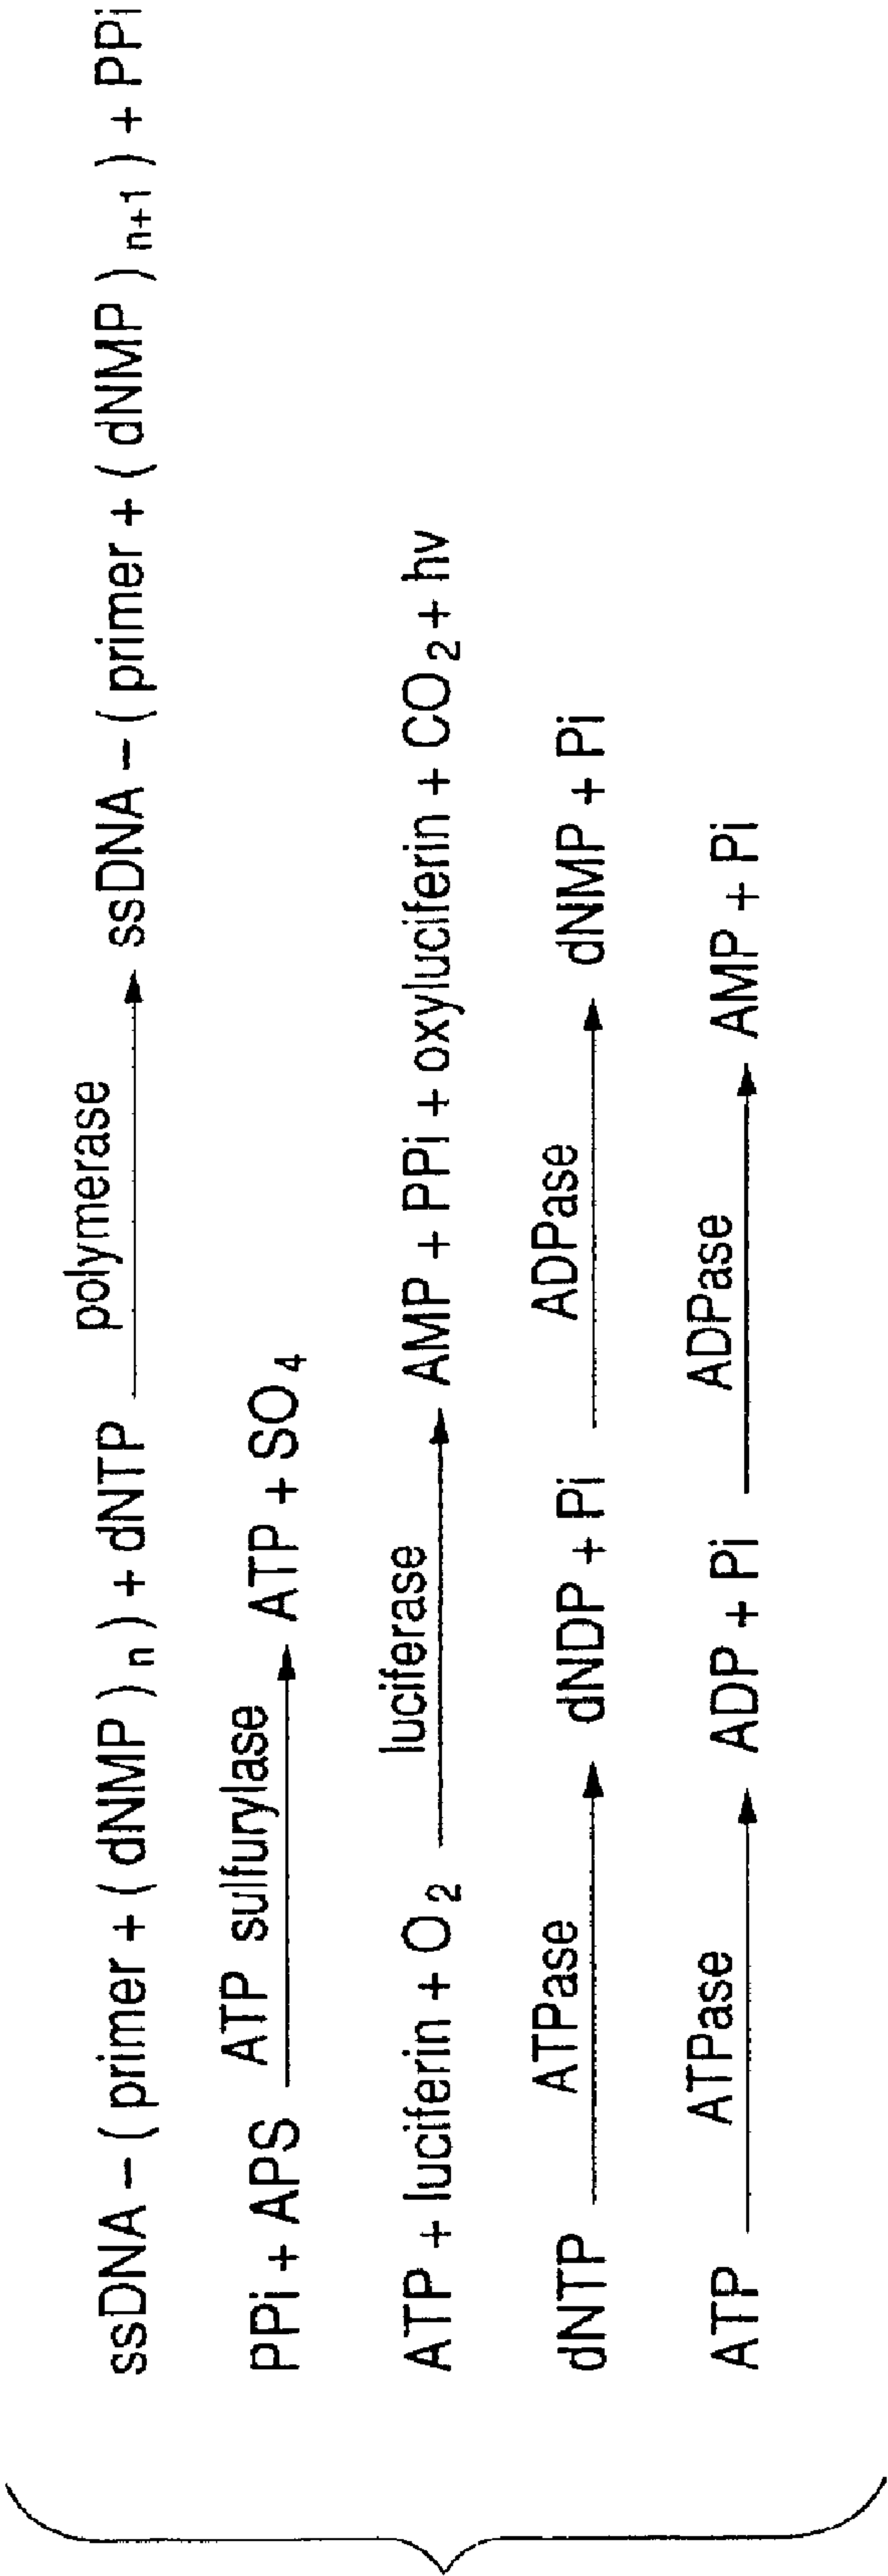 ssDNA – ( primer + ( dNMP )n ) + dNTP polymerase ssDNA – ( primer + ( dNMP )n+1 ) + PPi
PPi + APS ATP sulfurylase ATP + SO4
ATP + luciferin + O2 luciferase AMP + PPi + oxyluciferin + CO2 + hv
dNTP ATPase dNDP + Pi ADPase dNMP + Pi
ATP ATPase ADP + Pi ADPase AMP + Pi